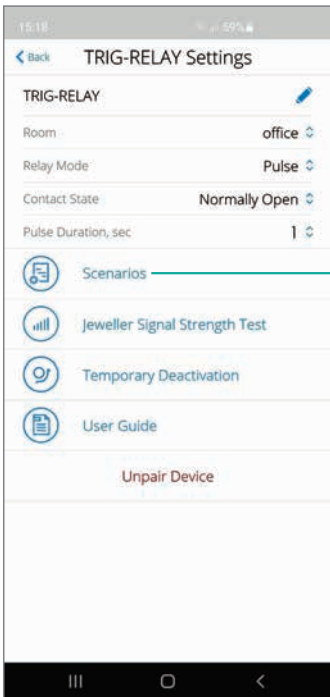 15:18 59%
Back TRIG-RELAY Settings
TRIG-RELAY
Room office
Relay Mode Pulse
Contact State Normally Open
Pulse Duration, sec 1
Scenarios
Jeweller Signal Strength Test
Temporary Deactivation
User Guide
Unpair Device